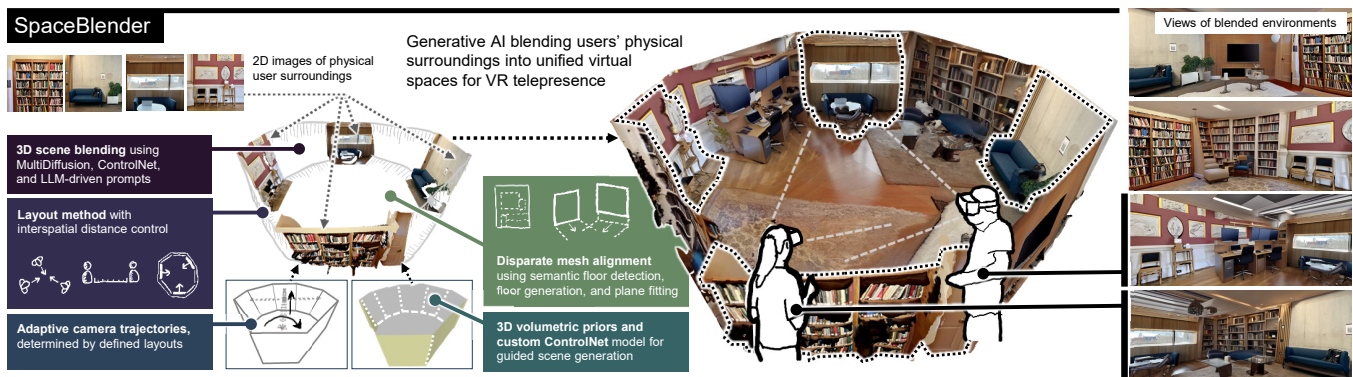 SpaceBlender
2D images of physical
user surroundings
Generative AI blending users' physical
surroundings into unified virtual
spaces for VR telepresence
Views of blended environments
3D scene blending using
MultiDiffusion, ControlNet,
and LLM-driven prompts
Layout method with
interspatial distance control
Adaptive camera trajectories,
determined by defined layouts
Disparate mesh alignment
using semantic floor detection,
floor generation, and plane fitting
3D volumetric priors and
custom ControlNet model for
guided scene generation